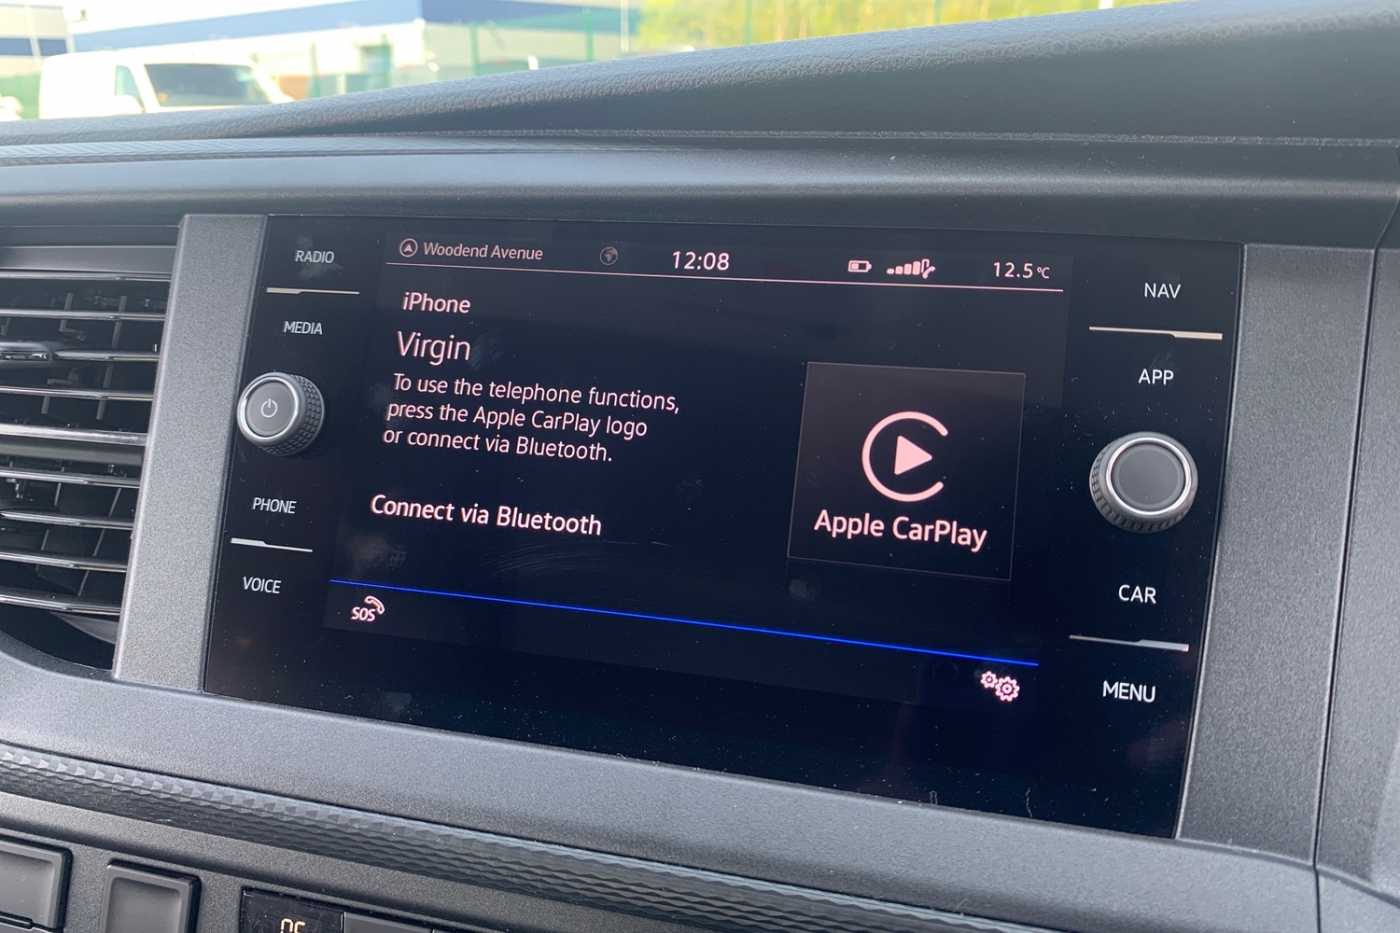 RADIO
MEDIA
PHONE
VOICE
Woodend Avenue
12:08
12.5°C
iPhone
Virgin
To use the telephone functions,
press the Apple CarPlay logo
or connect via Bluetooth.
Connect via Bluetooth
Apple CarPlay
SOS
NAV
APP
CAR
MENU